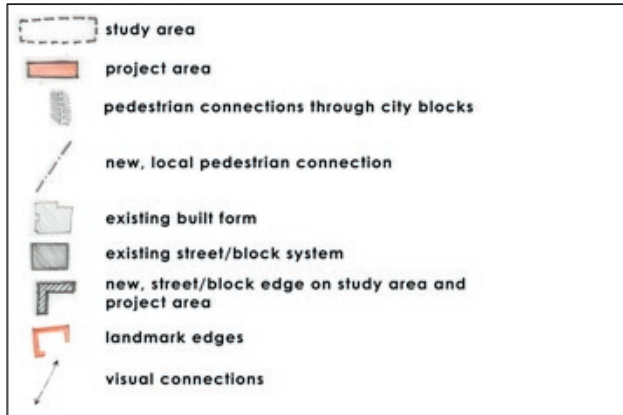 study area
project area
pedestrian connections through city blocks
new, local pedestrian connection
existing built form
existing street/block system
new, street/block edge on study area and
project area
landmark edges
visual connections